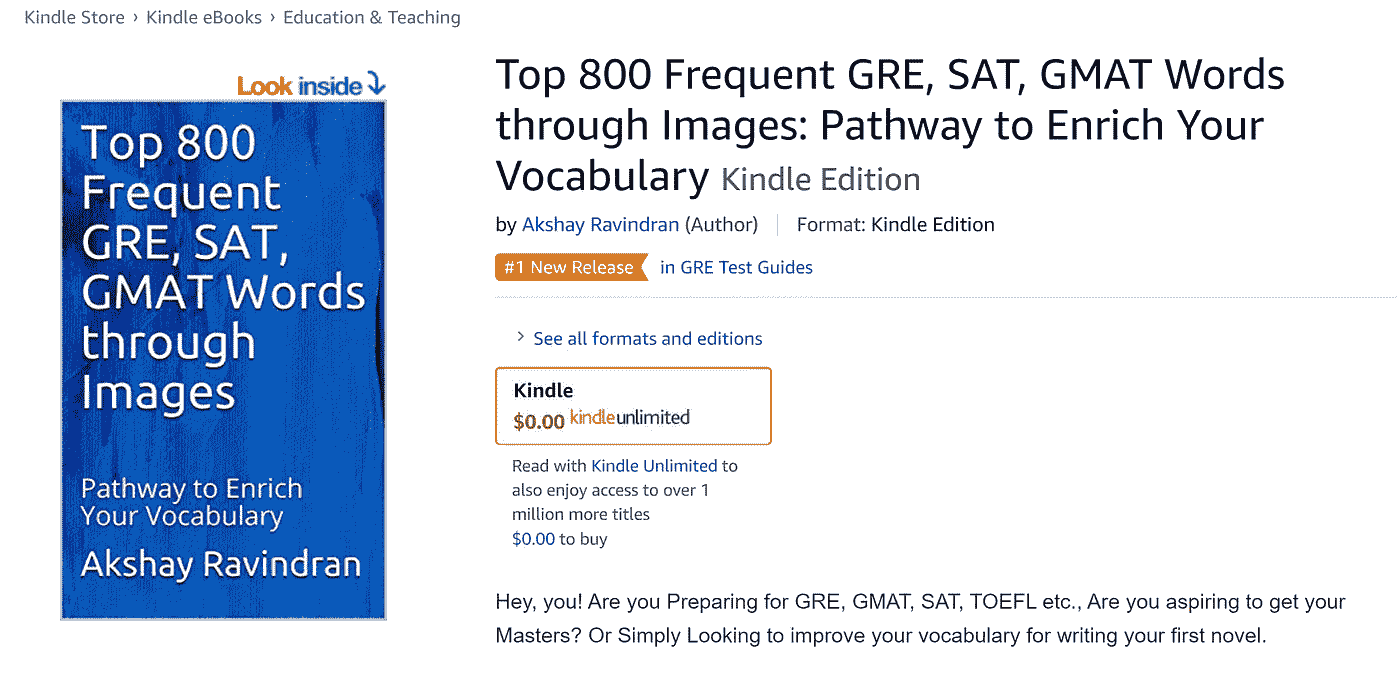 Kindle Store › Kindle eBooks › Education & Teaching
Look inside
Top 800
Frequent
GRE, SAT,
GMAT Words
through
Images
Pathway to Enrich
Your Vocabulary
Akshay Ravindran
Top 800 Frequent GRE, SAT, GMAT Words
through Images: Pathway to Enrich Your
Vocabulary Kindle Edition
by Akshay Ravindran (Author) Format: Kindle Edition
#1 New Release in GRE Test Guides
› See all formats and editions
Kindle
$0.00 kindleunlimited
Read with Kindle Unlimited to
also enjoy access to over 1
million more titles
$0.00 to buy
Hey, you! Are you Preparing for GRE, GMAT, SAT, TOEFL etc., Are you aspiring to get your
Masters? Or Simply Looking to improve your vocabulary for writing your first novel.